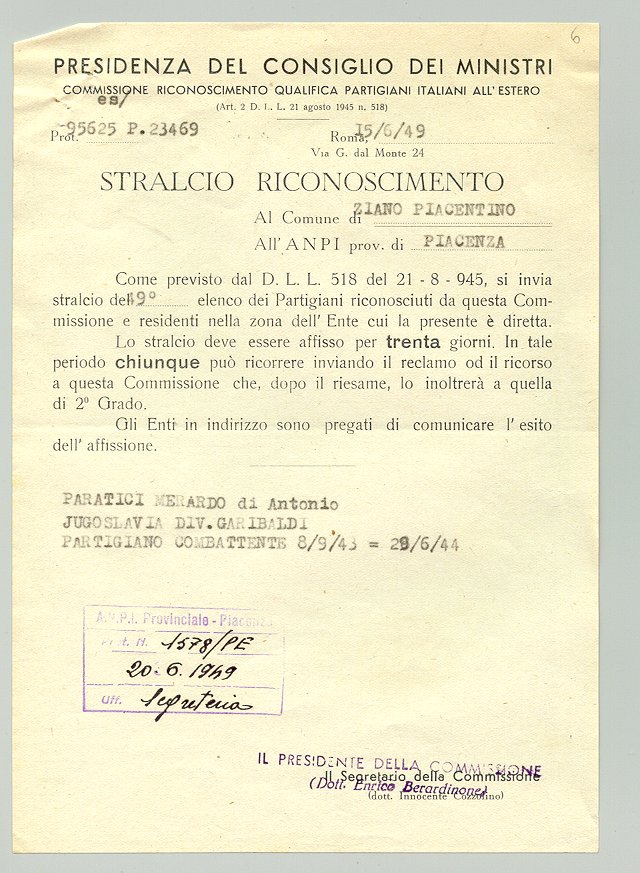 6
PRESIDENZA DEL CONSIGLIO DEI MINISTRI
COMMISSIONE RICONOSCIMENTO QUALIFICA PARTIGIANI ITALIANI ALL'ESTERO
es/
(Art. 2 D. L. L. 21 agosto 1945 n. 518)
Prot. 95625 P.23469 Roma, 15/6/49
Via G. dal Monte 24
STRALCIO RICONOSCIMENTO
Al Comune di ZIANO PIACENTINO
All'ANPI prov. di PIACENZA
Come previsto dal D. L. L. 518 del 21 - 8 - 945, si invia
stralcio del 49° elenco dei Partigiani riconosciuti da questa Com-
missione e residenti nella zona dell' Ente cui la presente è diretta.
Lo stralcio deve essere affisso per trenta giorni. In tale
periodo chiunque può ricorrere inviando il reclamo od il ricorso
a questa Commissione che, dopo il riesame, lo inoltrerà a quella
di 2° Grado.
Gli Enti in indirizzo sono pregati di comunicare l' esito
dell' affissione.
PARATICI MERARDO di Antonio
JUGOSLAVIA DIV.GARIBALDI
PARTIGIANO COMBATTENTE 8/9/43 = 29/6/44
A.N.P.I. Provinciale - Piacenza
Prot. N. 1578/PE
20.6.1949
Uff. Segreteria
IL PRESIDENTE DELLA COMMISSIONE
Il Segretario della Commissione
(Dott. Enrico Berardinone)
(dott. Innocente Cozzolino)